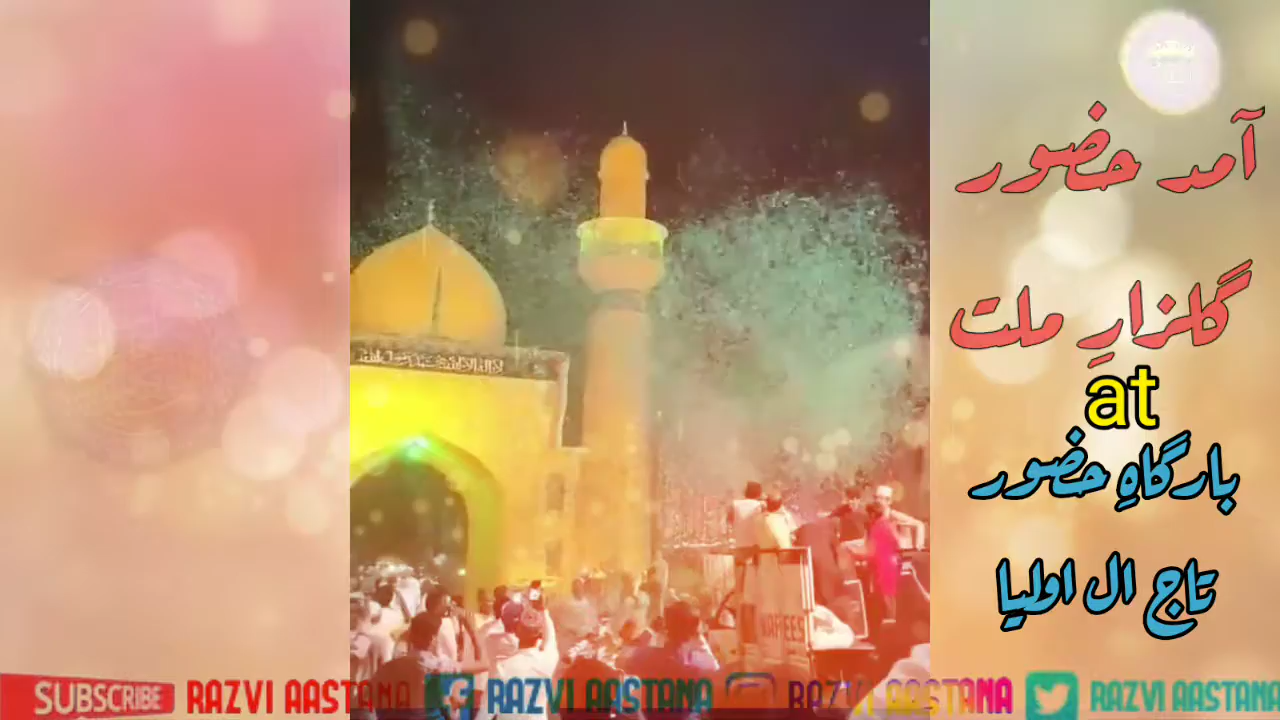 آمد حضور
گلزارِ ملت
at
بارگاہِ حضور
تاج ال اولیا
NAFEES
SUBSCRIBE RAZVI AASTANA RAZVI AASTANA RAZVI AASTANA RAZVI AASTANA